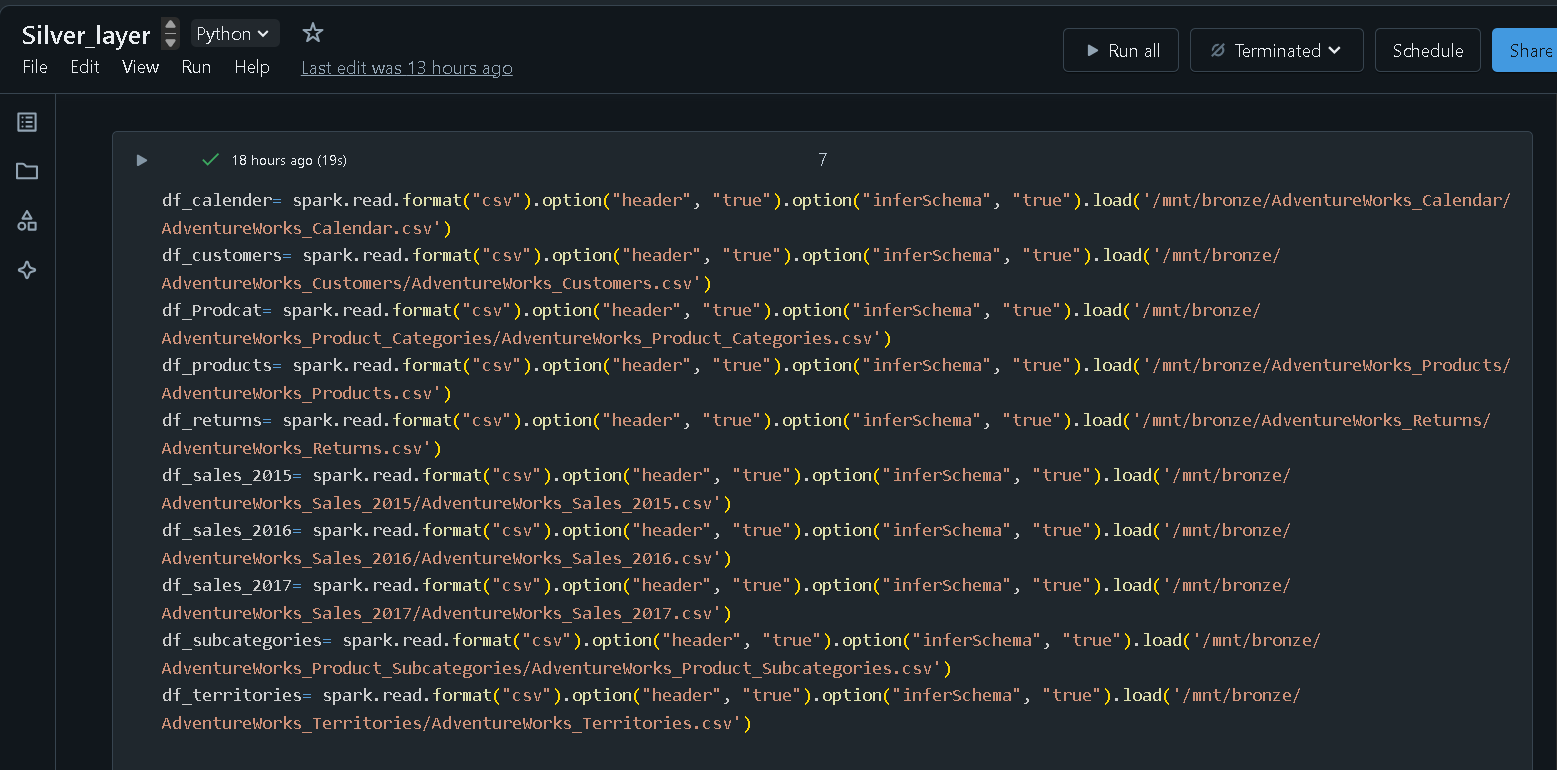 Silver_layer Python
File Edit View Run Help Last edit was 13 hours ago
Run all Terminated Schedule Share
18 hours ago (19s) 7
df_calender= spark.read.format("csv").option("header", "true").option("inferSchema", "true").load('/mnt/bronze/AdventureWorks_Calendar/
AdventureWorks_Calendar.csv')
df_customers= spark.read.format("csv").option("header", "true").option("inferSchema", "true").load('/mnt/bronze/
AdventureWorks_Customers/AdventureWorks_Customers.csv')
df_Prodcat= spark.read.format("csv").option("header", "true").option("inferSchema", "true").load('/mnt/bronze/
AdventureWorks_Product_Categories/AdventureWorks_Product_Categories.csv')
df_products= spark.read.format("csv").option("header", "true").option("inferSchema", "true").load('/mnt/bronze/AdventureWorks_Products/
AdventureWorks_Products.csv')
df_returns= spark.read.format("csv").option("header", "true").option("inferSchema", "true").load('/mnt/bronze/AdventureWorks_Returns/
AdventureWorks_Returns.csv')
df_sales_2015= spark.read.format("csv").option("header", "true").option("inferSchema", "true").load('/mnt/bronze/
AdventureWorks_Sales_2015/AdventureWorks_Sales_2015.csv')
df_sales_2016= spark.read.format("csv").option("header", "true").option("inferSchema", "true").load('/mnt/bronze/
AdventureWorks_Sales_2016/AdventureWorks_Sales_2016.csv')
df_sales_2017= spark.read.format("csv").option("header", "true").option("inferSchema", "true").load('/mnt/bronze/
AdventureWorks_Sales_2017/AdventureWorks_Sales_2017.csv')
df_subcategories= spark.read.format("csv").option("header", "true").option("inferSchema", "true").load('/mnt/bronze/
AdventureWorks_Product_Subcategories/AdventureWorks_Product_Subcategories.csv')
df_territories= spark.read.format("csv").option("header", "true").option("inferSchema", "true").load('/mnt/bronze/
AdventureWorks_Territories/AdventureWorks_Territories.csv')